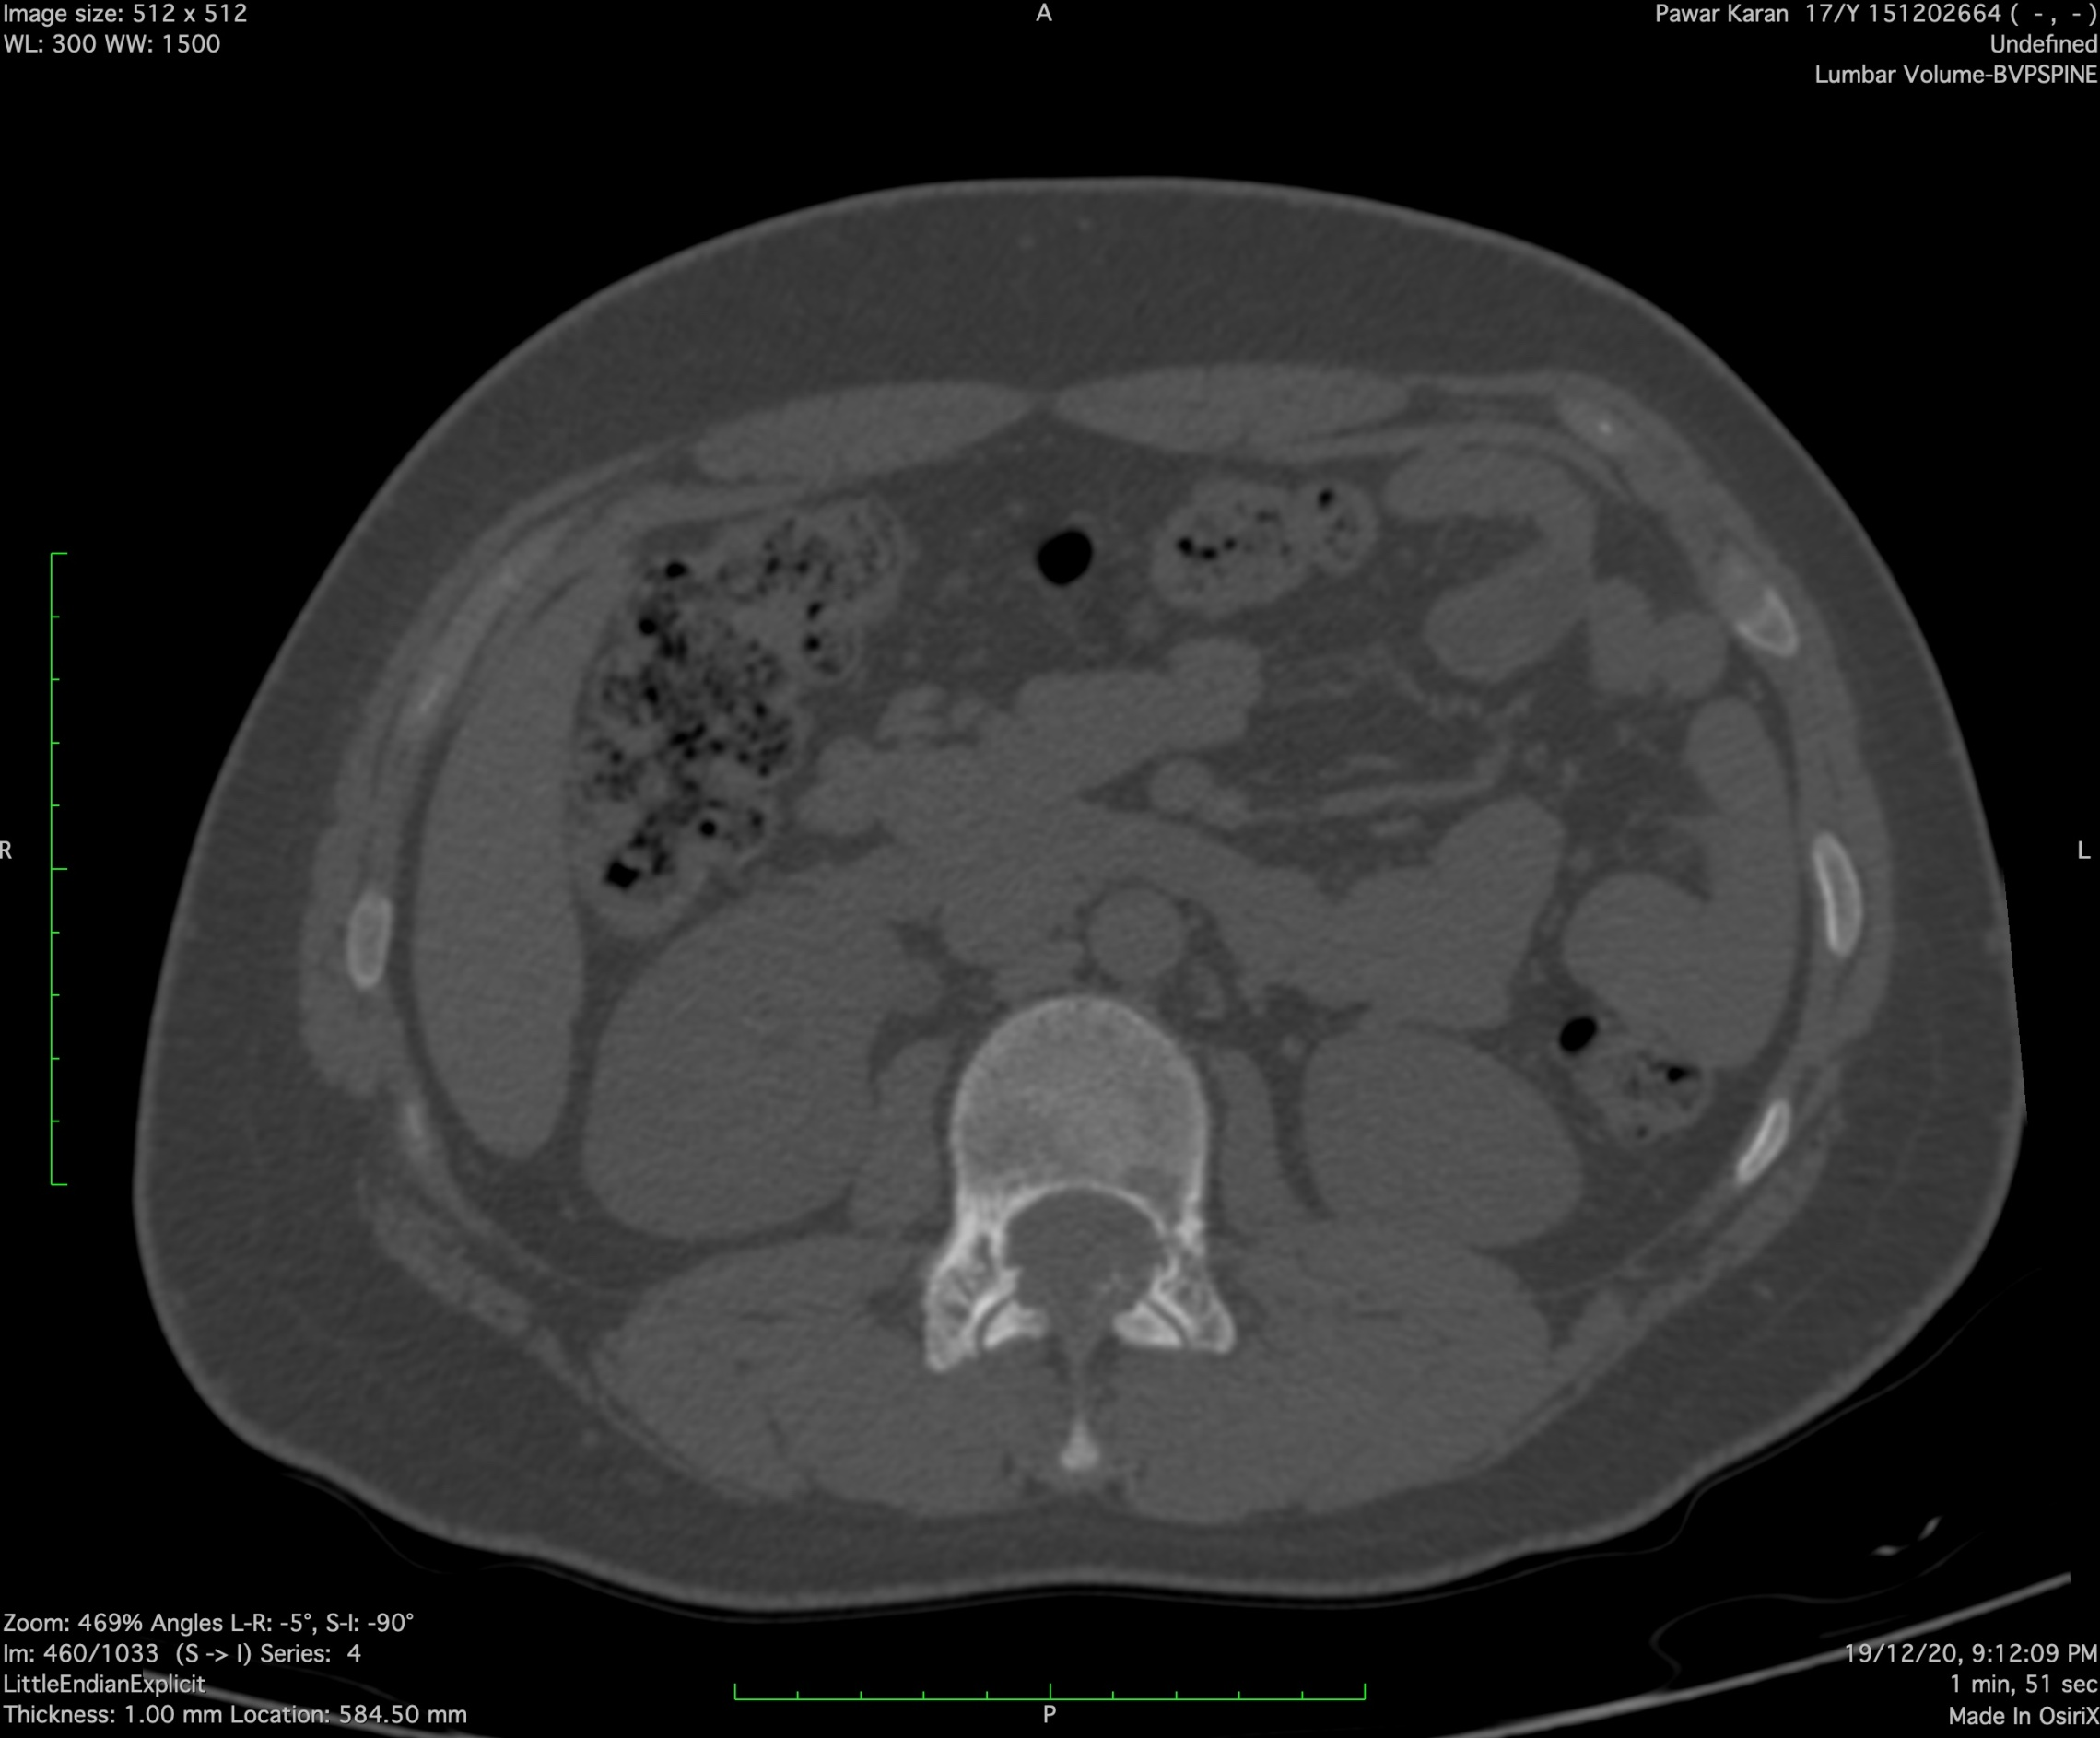 Image size: 512 x 512
WL: 300 WW: 1500
A
Pawar Karan 17/Y 151202664 ( -, -)
Undefined
Lumbar Volume-BVPSPINE
R
L
Zoom: 469% Angles L-R: -5°, S-I: -90°
Im: 460/1033 (S -> I) Series: 4
LittleEndianExplicit
Thickness: 1.00 mm Location: 584.50 mm
P
19/12/20, 9:12:09 PM
1 min, 51 sec
Made In OsiriX